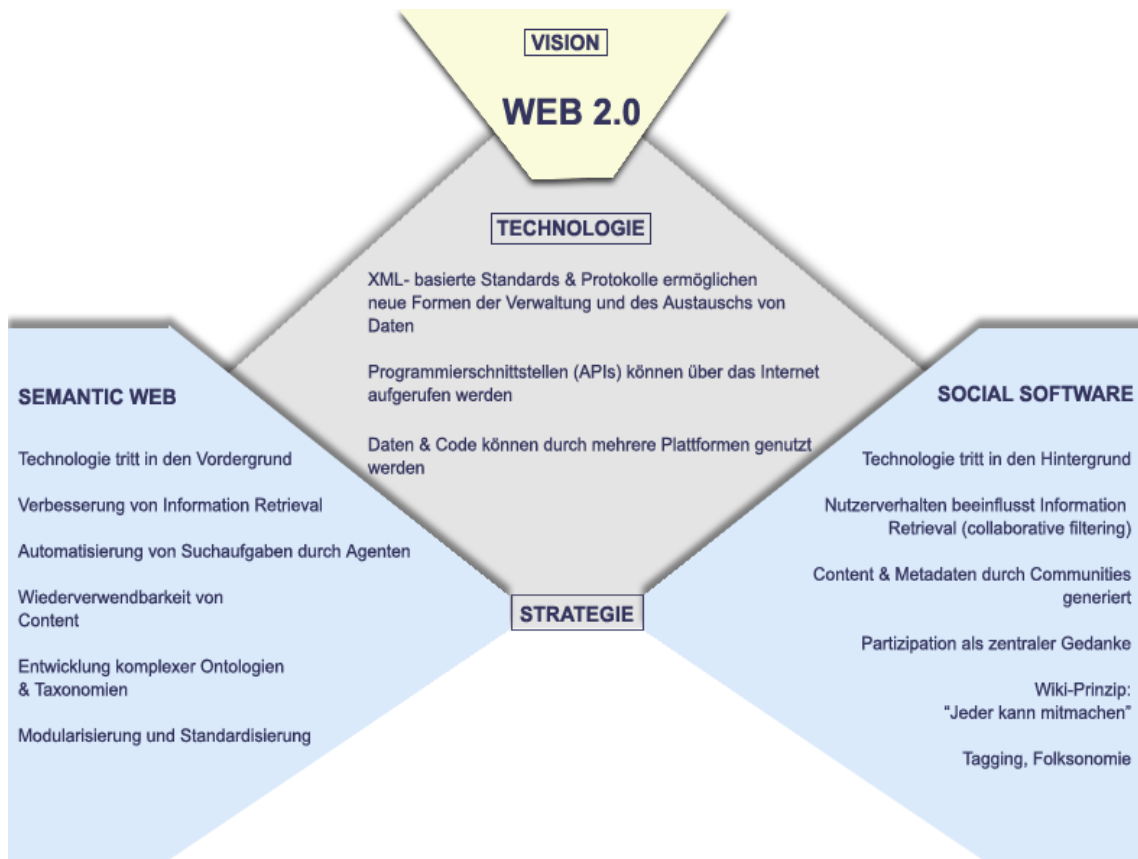 VISION
WEB 2.0
TECHNOLOGIE
XML- basierte Standards & Protokolle ermöglichen
neue Formen der Verwaltung und des Austauschs von
Daten
Programmierschnittstellen (APIs) können über das Internet
aufgerufen werden
Daten & Code können durch mehrere Plattformen genutzt
werden
STRATEGIE
SEMANTIC WEB
Technologie tritt in den Vordergrund
Verbesserung von Information Retrieval
Automatisierung von Suchaufgaben durch Agenten
Wiederverwendbarkeit von
Content
Entwicklung komplexer Ontologien
& Taxonomien
Modularisierung und Standardisierung
SOCIAL SOFTWARE
Technologie tritt in den Hintergrund
Nutzerverhalten beeinflusst Information
Retrieval (collaborative filtering)
Content & Metadaten durch Communities
generiert
Partizipation als zentraler Gedanke
Wiki-Prinzip:
“Jeder kann mitmachen”
Tagging, Folksonomie